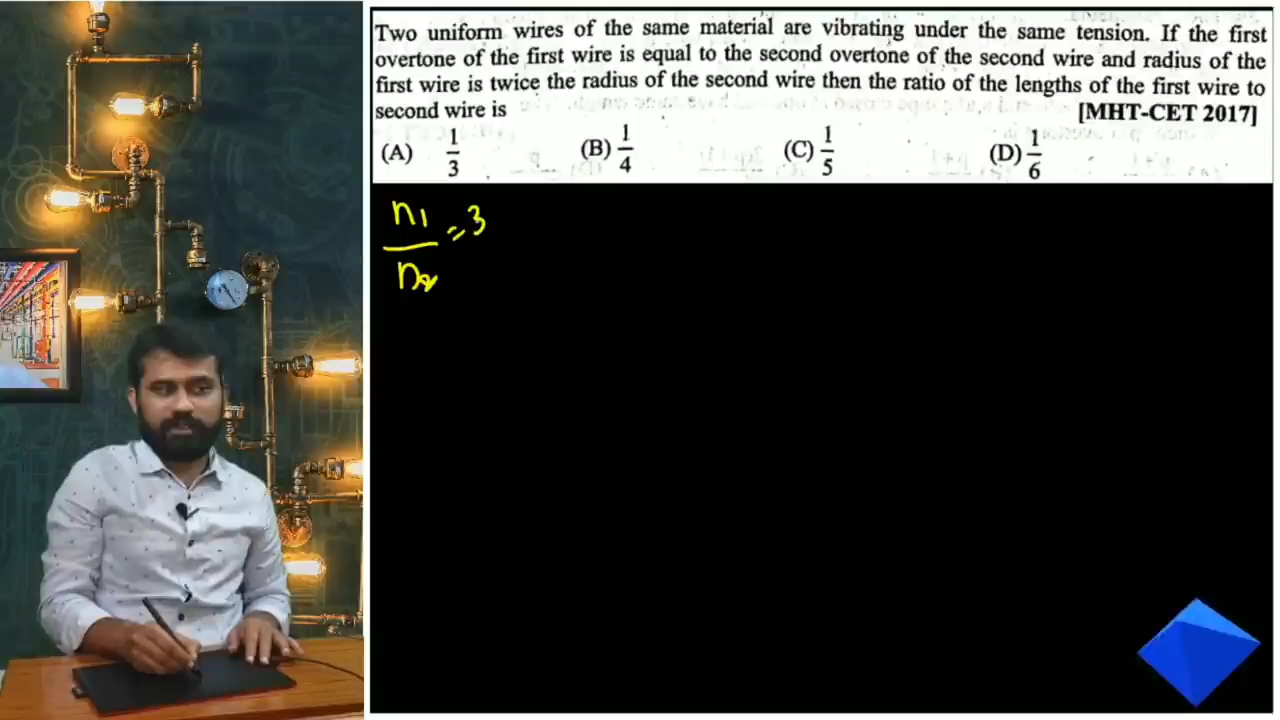 Two uniform wires of the same material are vibrating under the same tension. If the first
overtone of the first wire is equal to the second overtone of the second wire and radius of the
first wire is twice the radius of the second wire then the ratio of the lengths of the first wire to
second wire is [MHT-CET 2017]
(A) 1/3 (B) 1/4 (C) 1/5 (D) 1/6
n1/n2 = 3